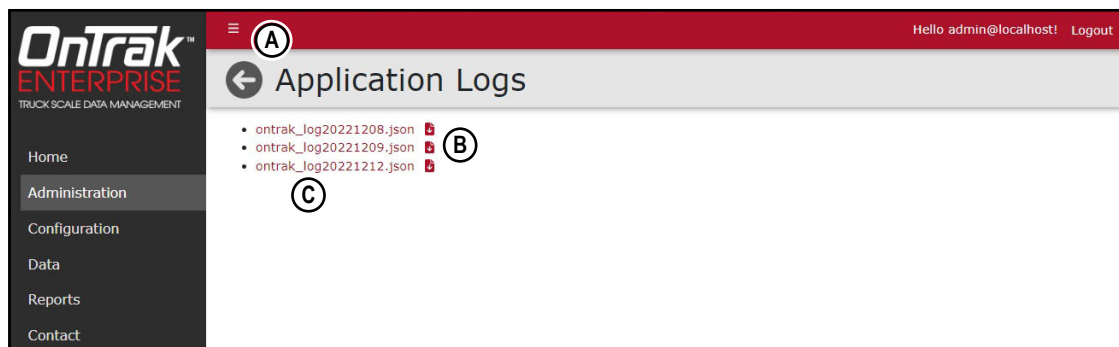 OnTrak™
ENTERPRISE
TRUCK SCALE DATA MANAGEMENT
Home
Administration
Configuration
Data
Reports
Contact
A
Hello admin@localhost! Logout
Application Logs
ontrak_log20221208.json
ontrak_log20221209.json
B
ontrak_log20221212.json
C